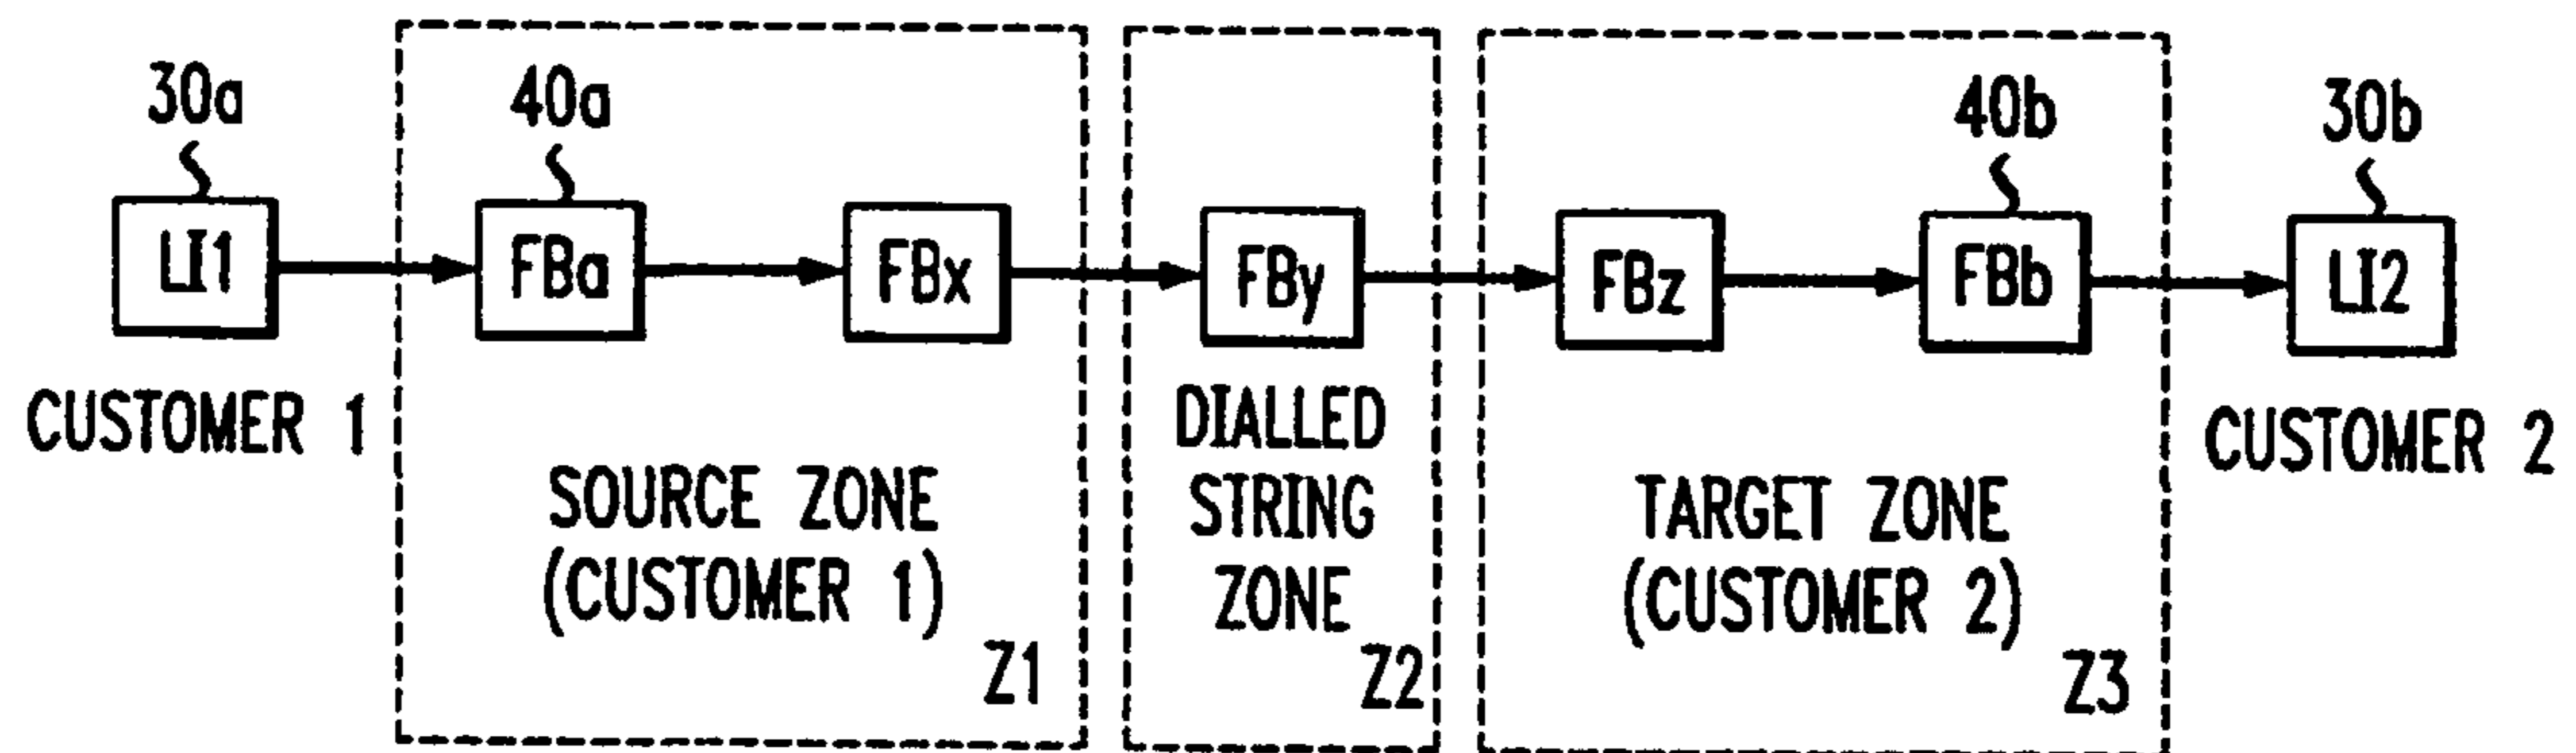 30a
40a
40b
30b
LI1
FBa
FBx
FBy
FBz
FBb
LI2
CUSTOMER 1
SOURCE ZONE
(CUSTOMER 1)
Z1
DIALLED
STRING
ZONE
Z2
TARGET ZONE
(CUSTOMER 2)
Z3
CUSTOMER 2